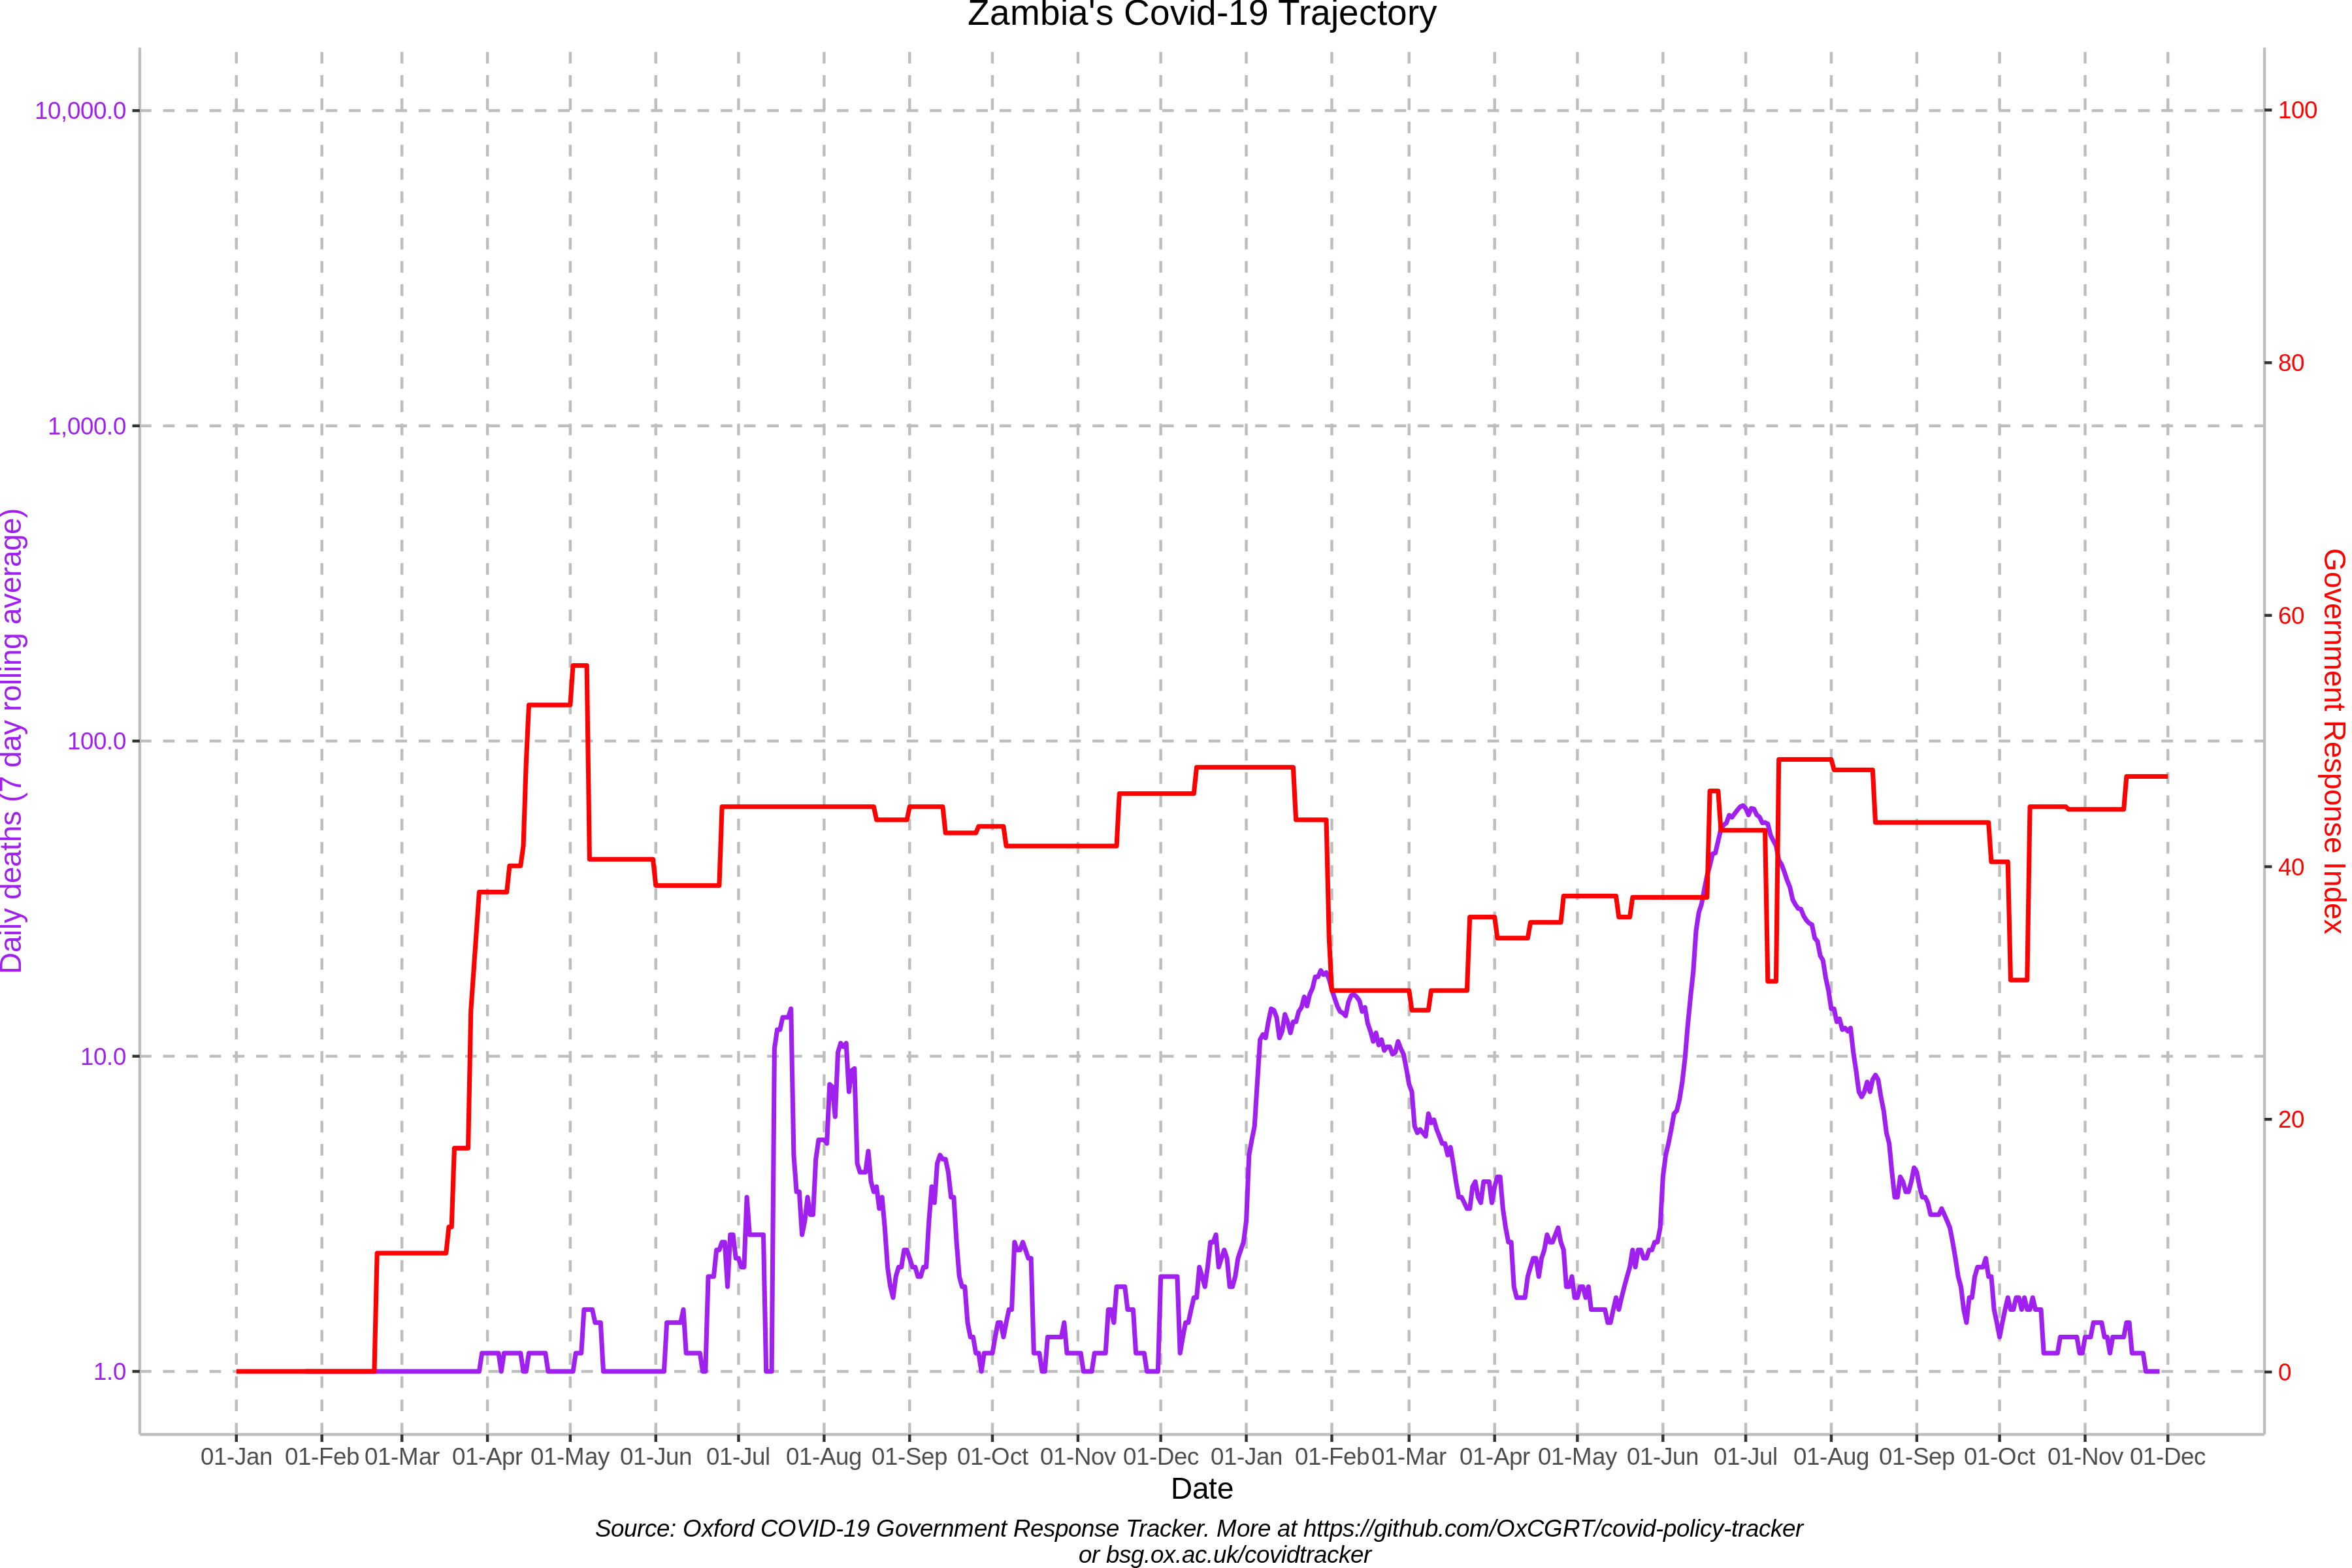 Zambia's Covid-19 Trajectory
10,000.0
1,000.0
100.0
10.0
1.0
Daily deaths (7 day rolling average)
100
80
60
40
20
0
Government Response Index
01-Jan 01-Feb 01-Mar 01-Apr 01-May 01-Jun 01-Jul 01-Aug 01-Sep 01-Oct 01-Nov 01-Dec 01-Jan 01-Feb 01-Mar 01-Apr 01-May 01-Jun 01-Jul 01-Aug 01-Sep 01-Oct 01-Nov 01-Dec
Date
Source: Oxford COVID-19 Government Response Tracker. More at https://github.com/OxCGRT/covid-policy-tracker
or bsg.ox.ac.uk/covidtracker